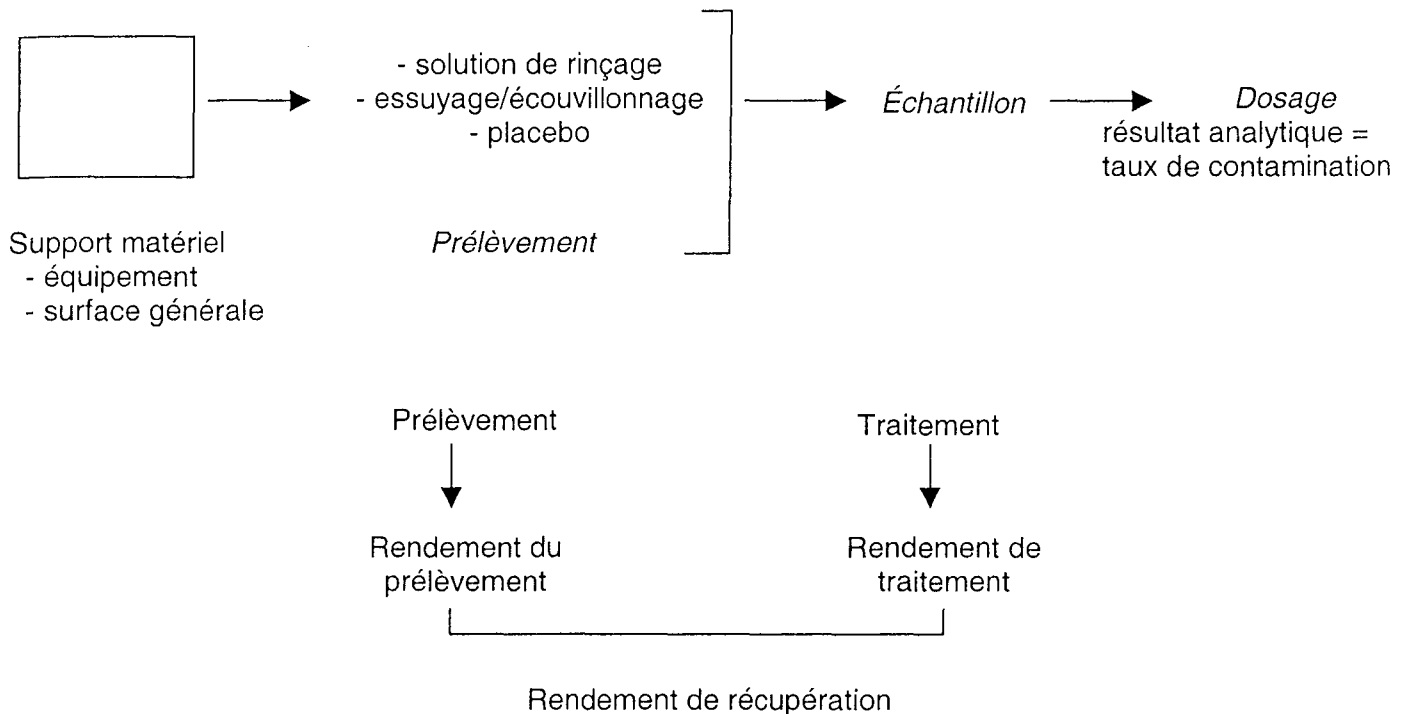 - solution de rinçage
- essuyage/écouvillonnage
- placebo
Prélèvement
Échantillon
Dosage
résultat analytique =
taux de contamination
Support matériel
- équipement
- surface générale
Prélèvement
Traitement
Rendement du
prélèvement
Rendement de
traitement
Rendement de récupération